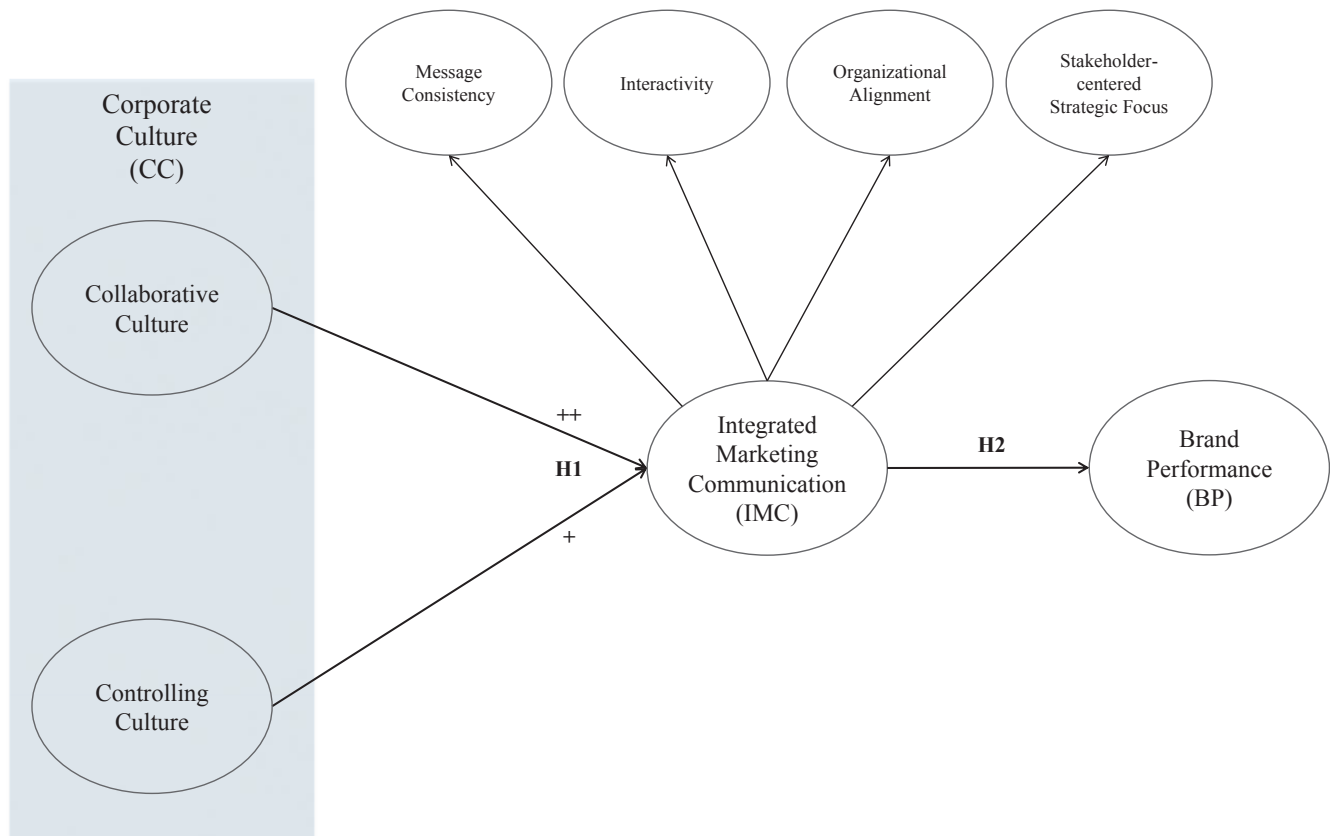 Message
Consistency
Interactivity
Organizational
Alignment
Stakeholder-
centered
Strategic Focus
Corporate
Culture
(CC)
Collaborative
Culture
++
H1
+
Integrated
Marketing
Communication
(IMC)
H2
Brand
Performance
(BP)
Controlling
Culture